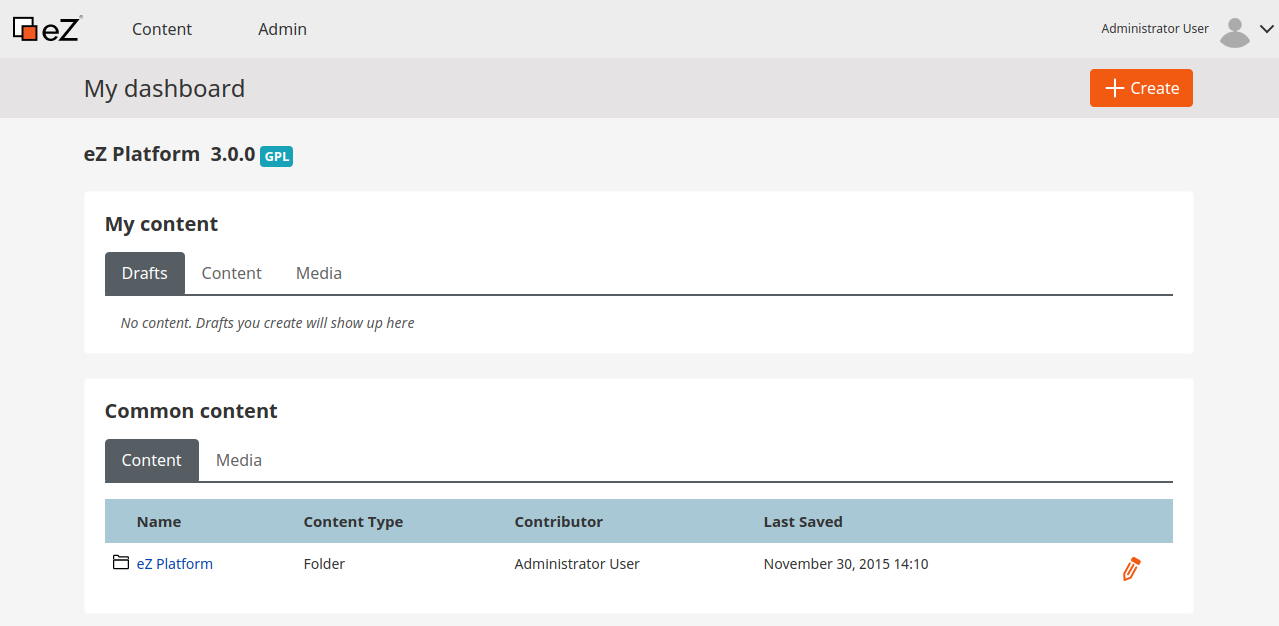 eZ Content Admin Administrator User
My dashboard Create
eZ Platform 3.0.0 GPL
My content
Drafts Content Media
No content. Drafts you create will show up here
Common content
Content Media
Name Content Type Contributor Last Saved
eZ Platform Folder Administrator User November 30, 2015 14:10